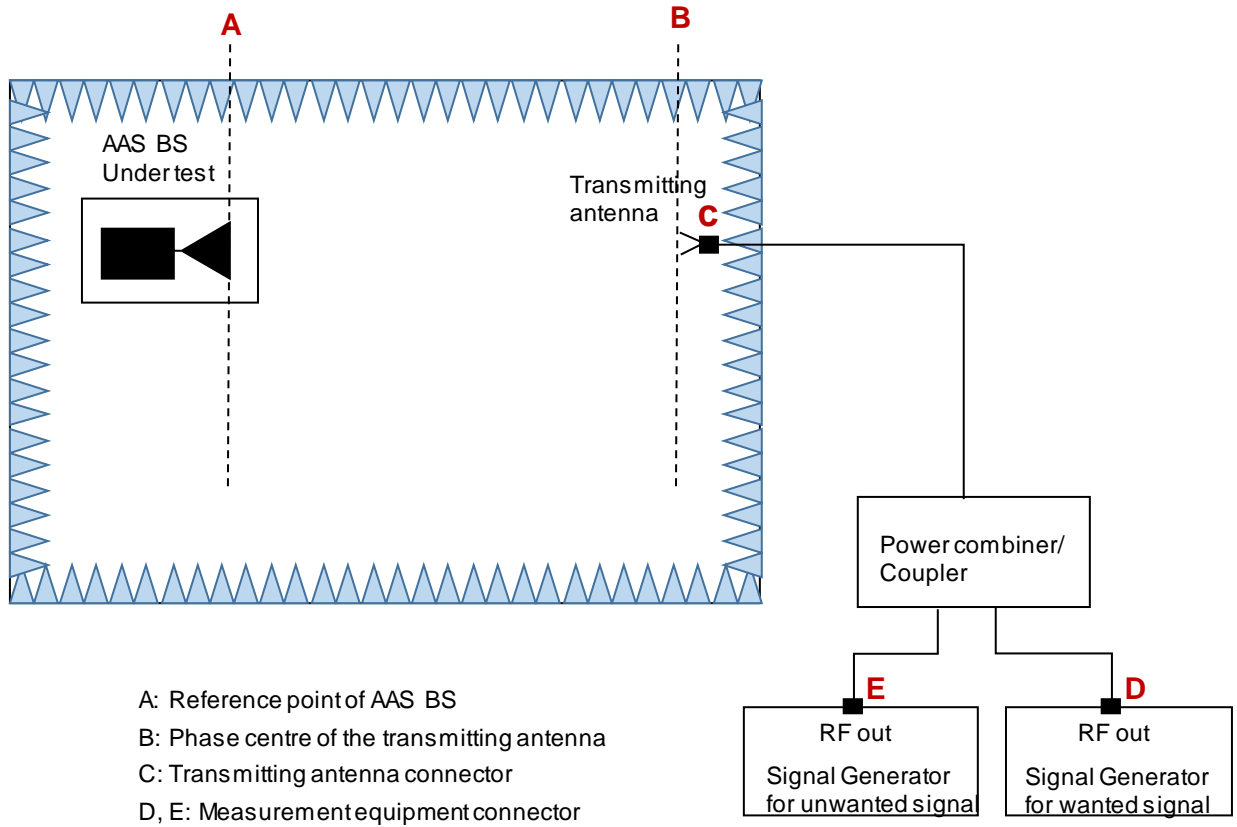 A
B
AAS BS
Under test
Transmitting
antenna
C
Power combiner/
Coupler
E
D
RF out
Signal Generator
for unwanted signal
RF out
Signal Generator
for wanted signal
A: Reference point of AAS BS
B: Phase centre of the transmitting antenna
C: Transmitting antenna connector
D, E: Measurement equipment connector